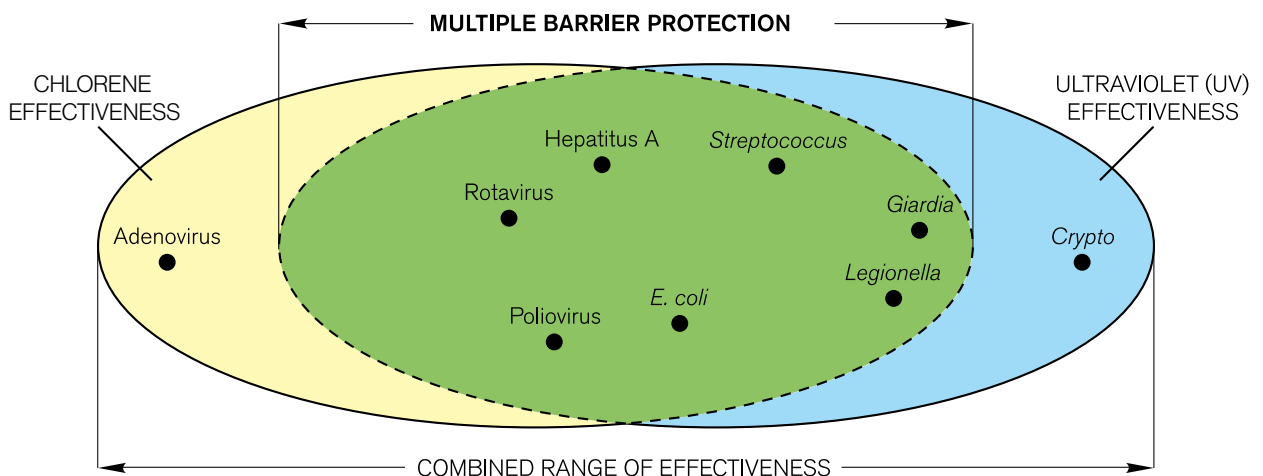 MULTIPLE BARRIER PROTECTION
CHLORENE
EFFECTIVENESS
ULTRAVIOLET (UV)
EFFECTIVENESS
Hepatitus A
Streptococcus
Rotavirus
Giardia
Adenovirus
Crypto
Legionella
E. coli
Poliovirus
COMBINED RANGE OF EFFECTIVENESS